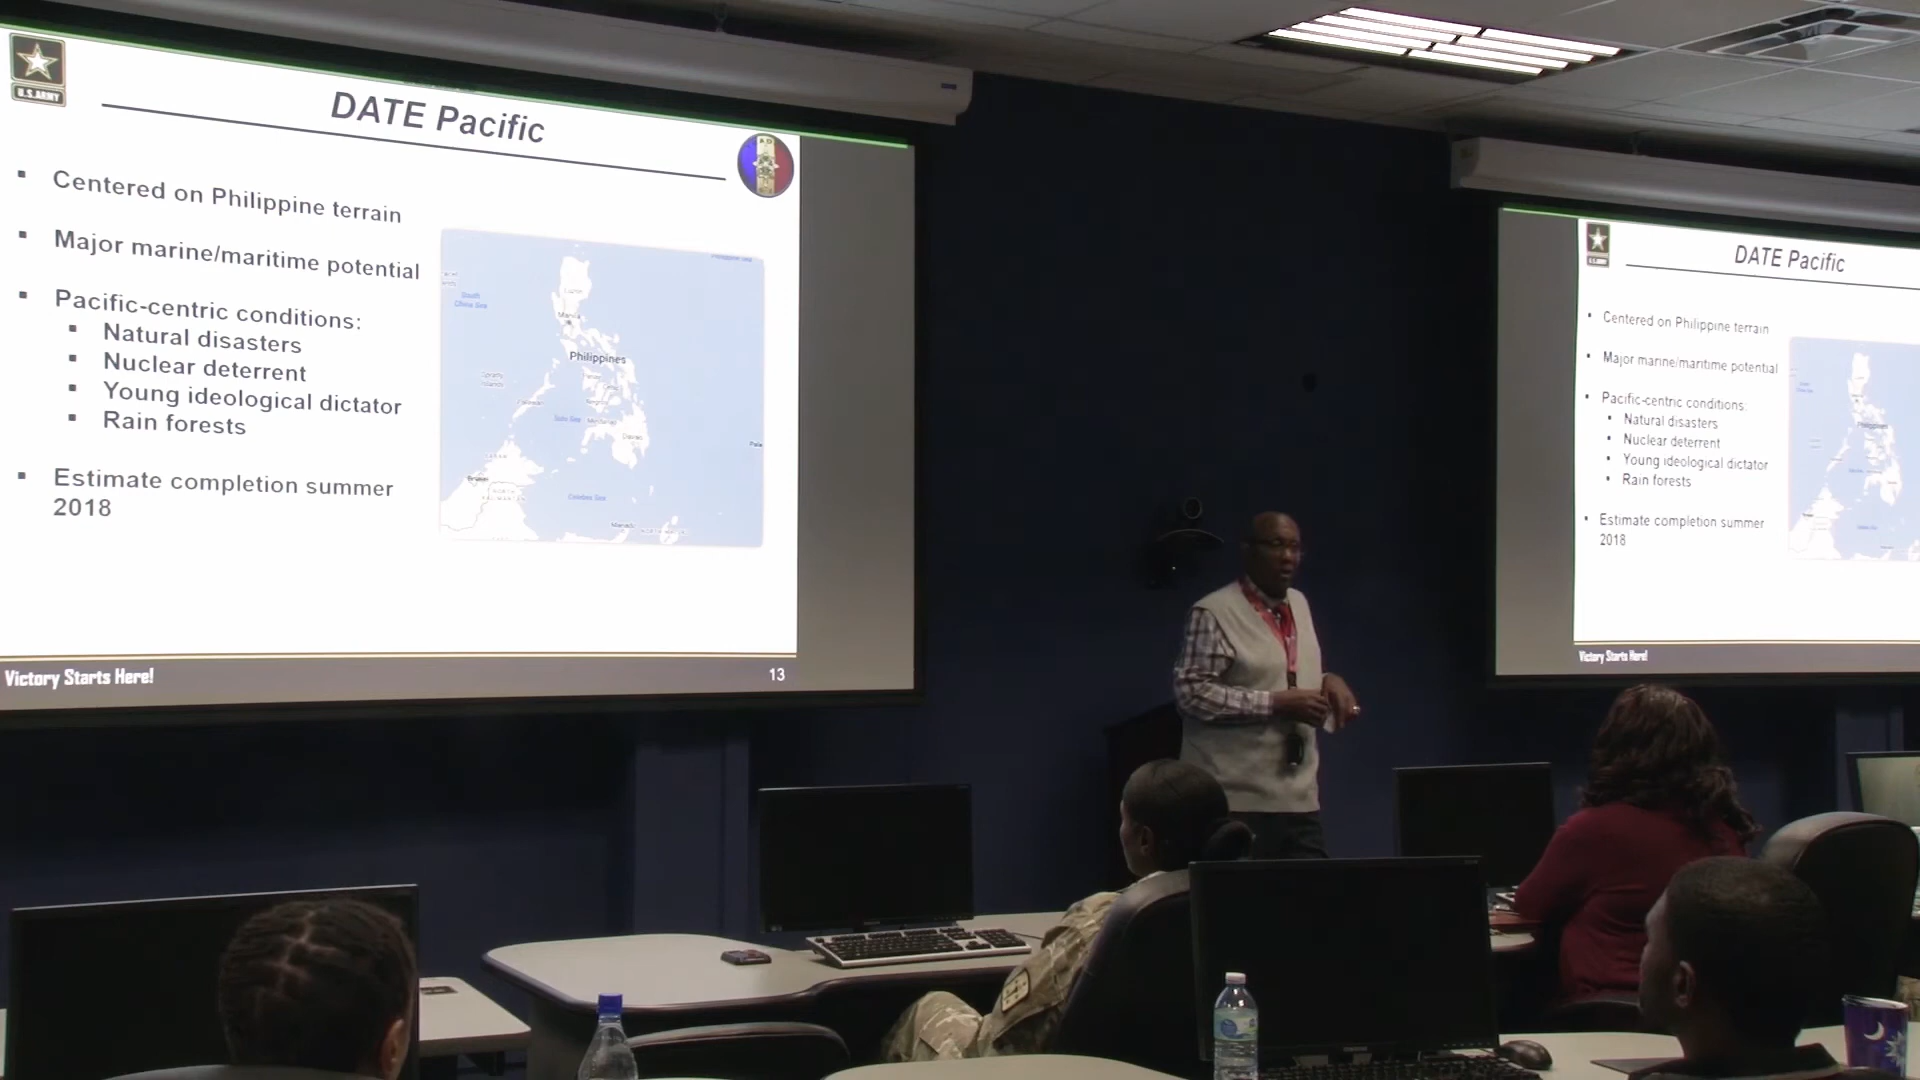 U.S.ARMY
DATE Pacific
▪ Centered on Philippine terrain
▪ Major marine/maritime potential
▪ Pacific-centric conditions:
▪ Natural disasters
▪ Nuclear deterrent
▪ Young ideological dictator
▪ Rain forests
▪ Estimate completion summer
2018
Philippine Sea
South
China Sea
Luzon
Manila
Philippines
Spratly
Islands
Sulu Sea
Davao
Brunei
Celebes Sea
Manado
Victory Starts Here!
13
DATE Pacific
▪ Centered on Philippine terrain
▪ Major marine/maritime potential
▪ Pacific-centric conditions:
▪ Natural disasters
▪ Nuclear deterrent
▪ Young ideological dictator
▪ Rain forests
▪ Estimate completion summer
2018
Philippines
Victory Starts Here!